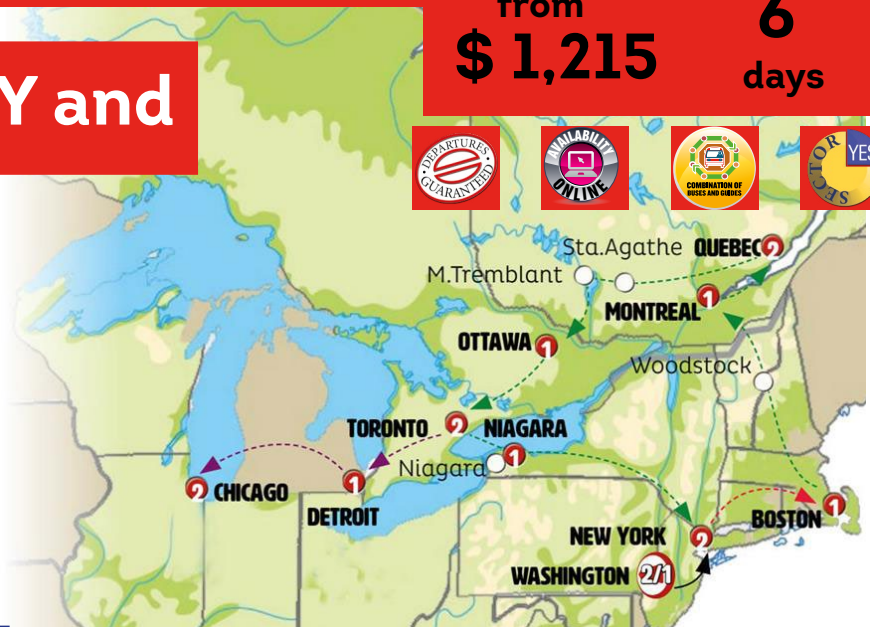 from
$ 1,215
6
days
Y and
DEPARTURES
GUARANTEED
AVAILABILITY
ONLINE
COMBINATION OF
BUSES AND GUIDES
SECTOR
YES
Sta.Agathe
QUEBEC 2
M.Tremblant
MONTREAL 1
OTTAWA 1
Woodstock
TORONTO 2
NIAGARA
1
Niagara
2 CHICAGO
1
DETROIT
BOSTON 1
NEW YORK 2
WASHINGTON 2/1